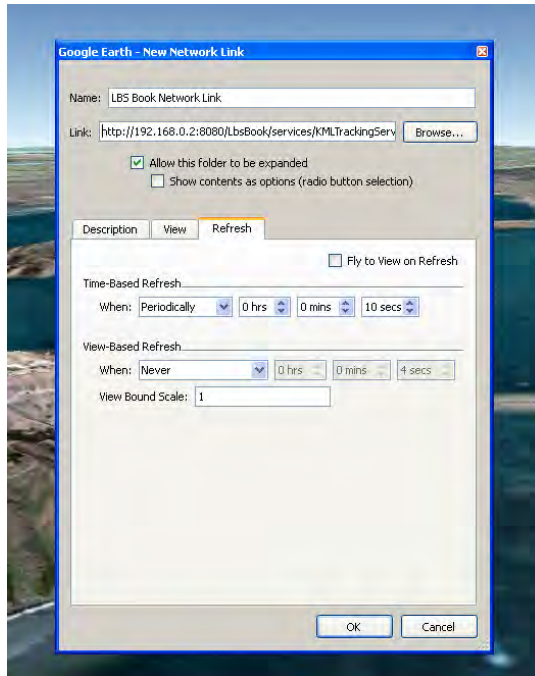 Google Earth - New Network Link
Name: LBS Book Network Link
Link: http://192.168.0.2:8080/LbsBook/services/KMLTrackingServ Browse...
Allow this folder to be expanded
Show contents as options (radio button selection)
Description View Refresh
Fly to View on Refresh
Time-Based Refresh
When: Periodically 0 hrs 0 mins 10 secs
View-Based Refresh
When: Never 0 hrs 0 mins 4 secs
View Bound Scale: 1
OK Cancel